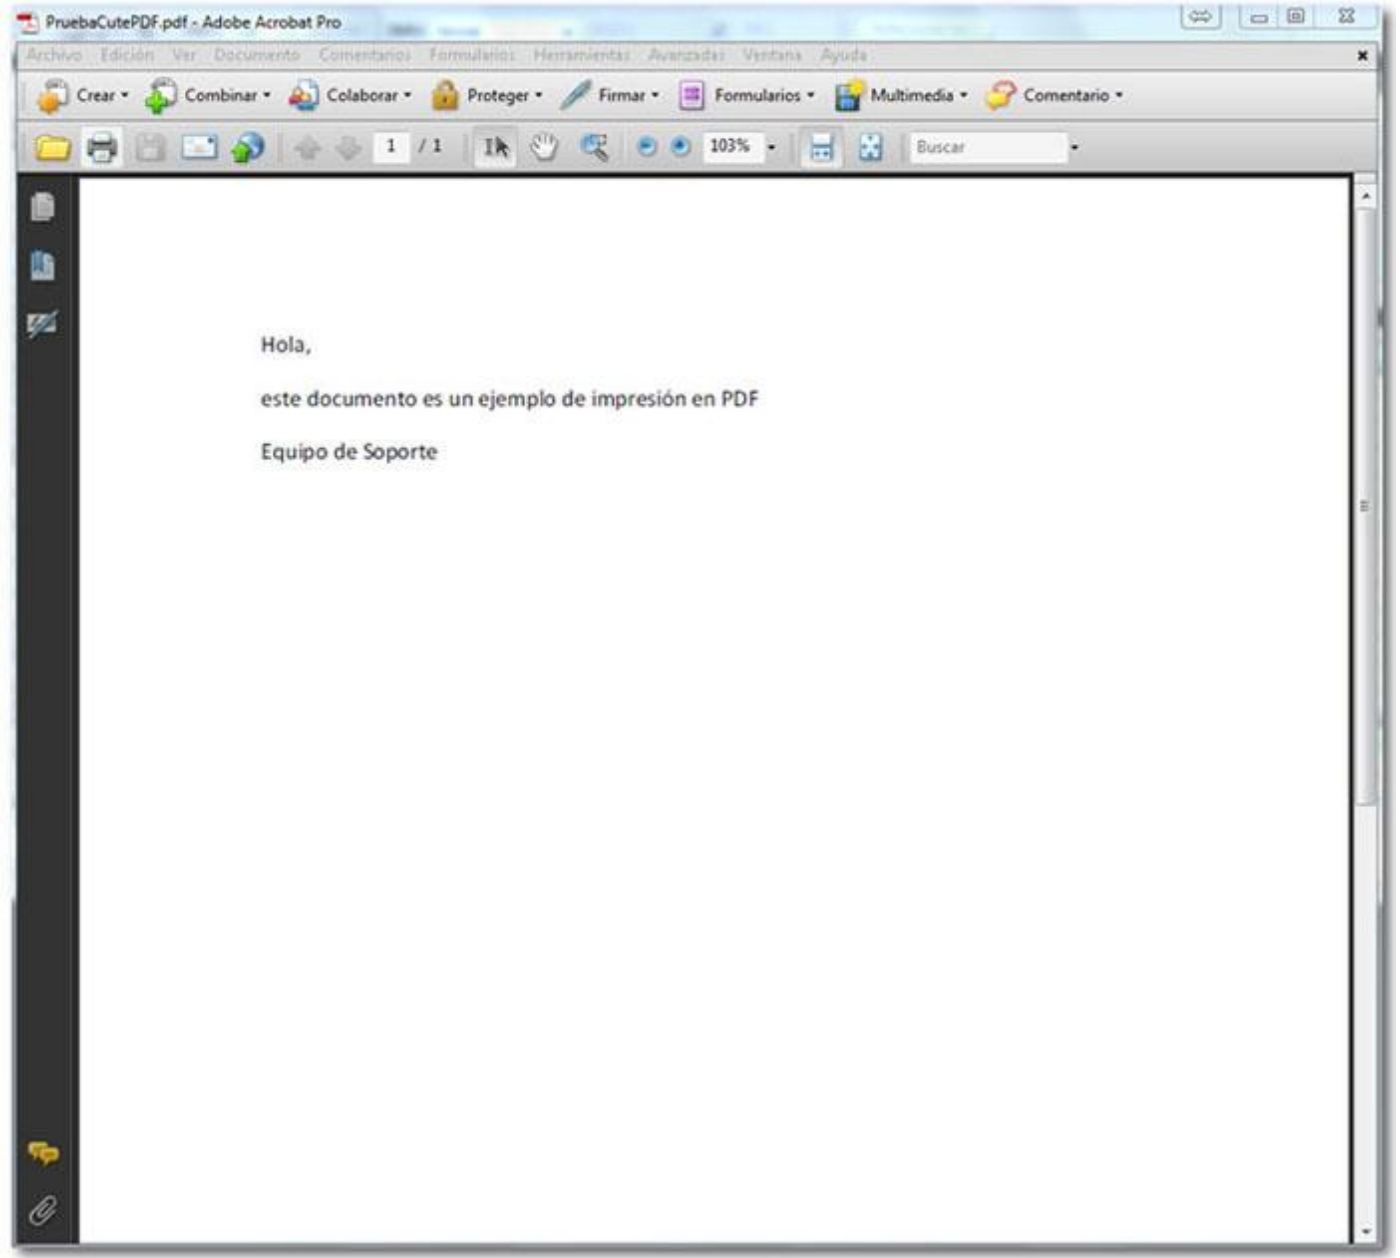 PruebaCutePDF.pdf - Adobe Acrobat Pro
Archivo Edición Ver Documento Comentarios Formularios Herramientas Avanzadas Ventana Ayuda
Crear Combinar Colaborar Proteger Firmar Formularios Multimedia Comentario
1 / 1 103% Buscar
Hola,
este documento es un ejemplo de impresión en PDF
Equipo de Soporte